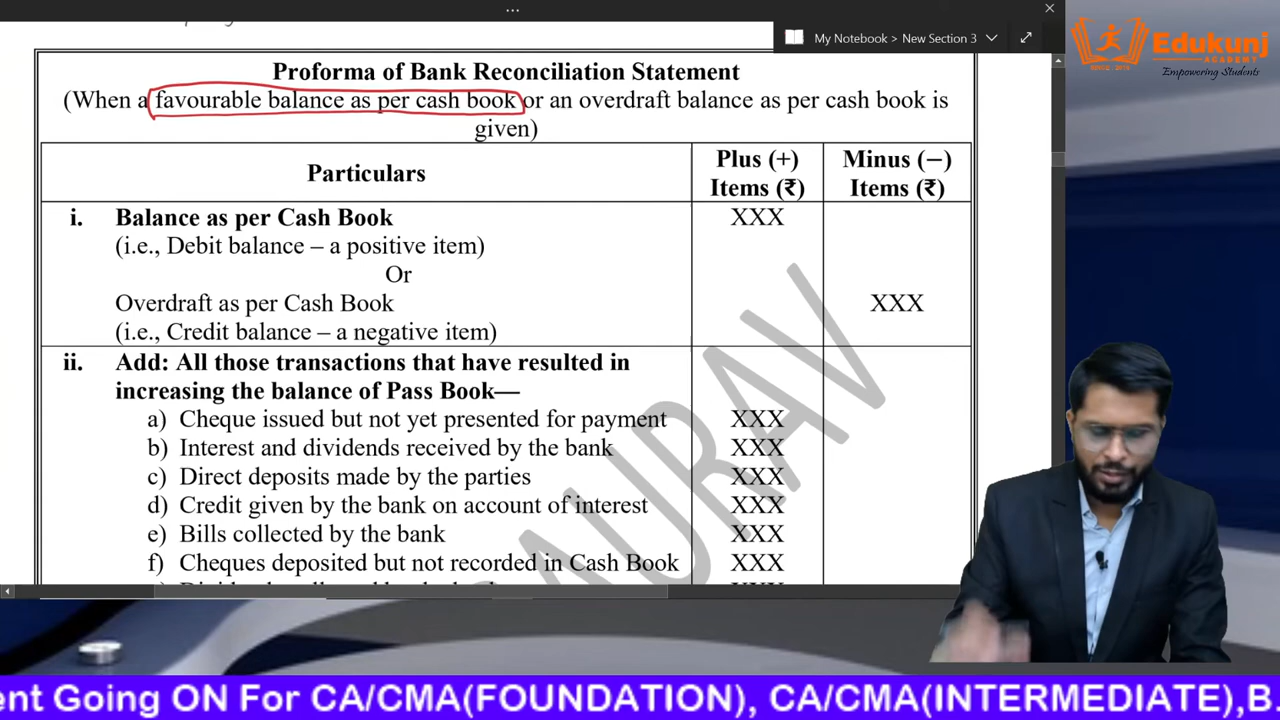 ...
My Notebook > New Section 3
Edukunj
ACADEMY
Empowering Students
Proforma of Bank Reconciliation Statement
(When a favourable balance as per cash book or an overdraft balance as per cash book is
given)
Particulars
Plus (+)
Items (₹)
Minus (−)
Items (₹)
i. Balance as per Cash Book XXX
(i.e., Debit balance – a positive item)
Or
Overdraft as per Cash Book XXX
(i.e., Credit balance – a negative item)
ii. Add: All those transactions that have resulted in
increasing the balance of Pass Book—
a) Cheque issued but not yet presented for payment XXX
b) Interest and dividends received by the bank XXX
c) Direct deposits made by the parties XXX
d) Credit given by the bank on account of interest XXX
e) Bills collected by the bank XXX
f) Cheques deposited but not recorded in Cash Book XXX
URAV
ent Going ON For CA/CMA(FOUNDATION), CA/CMA(INTERMEDIATE),B.